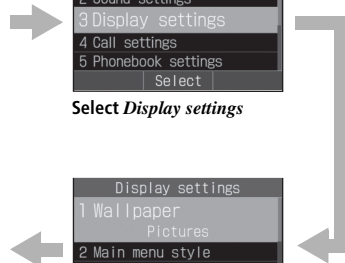 2 Sound settings
3 Display settings
4 Call settings
5 Phonebook settings
Select
Select Display settings
Display settings
1 Wallpaper
Pictures
2 Main menu style